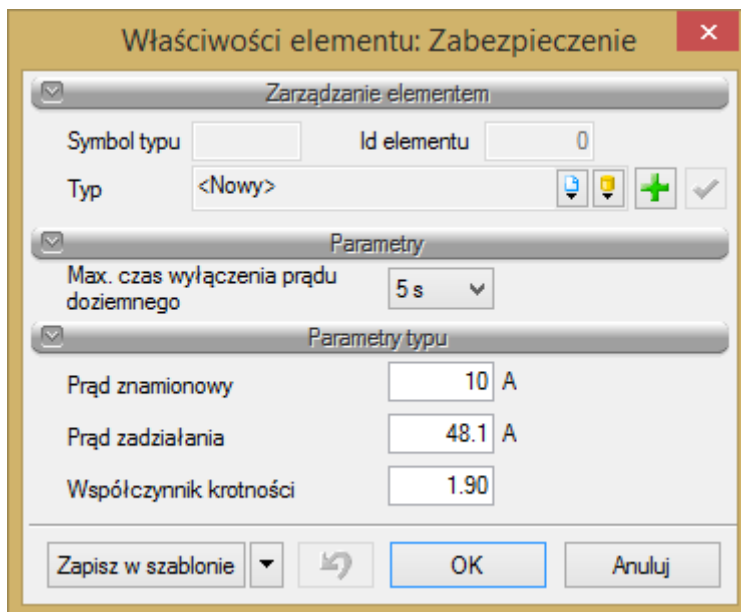 Właściwości elementu: Zabezpieczenie
Zarządzanie elementem
Symbol typu Id elementu 0
Typ <Nowy>
Parametry
Max. czas wyłączenia prądu
doziemnego 5 s
Parametry typu
Prąd znamionowy 10 A
Prąd zadziałania 48.1 A
Współczynnik krotności 1.90
Zapisz w szablonie OK Anuluj